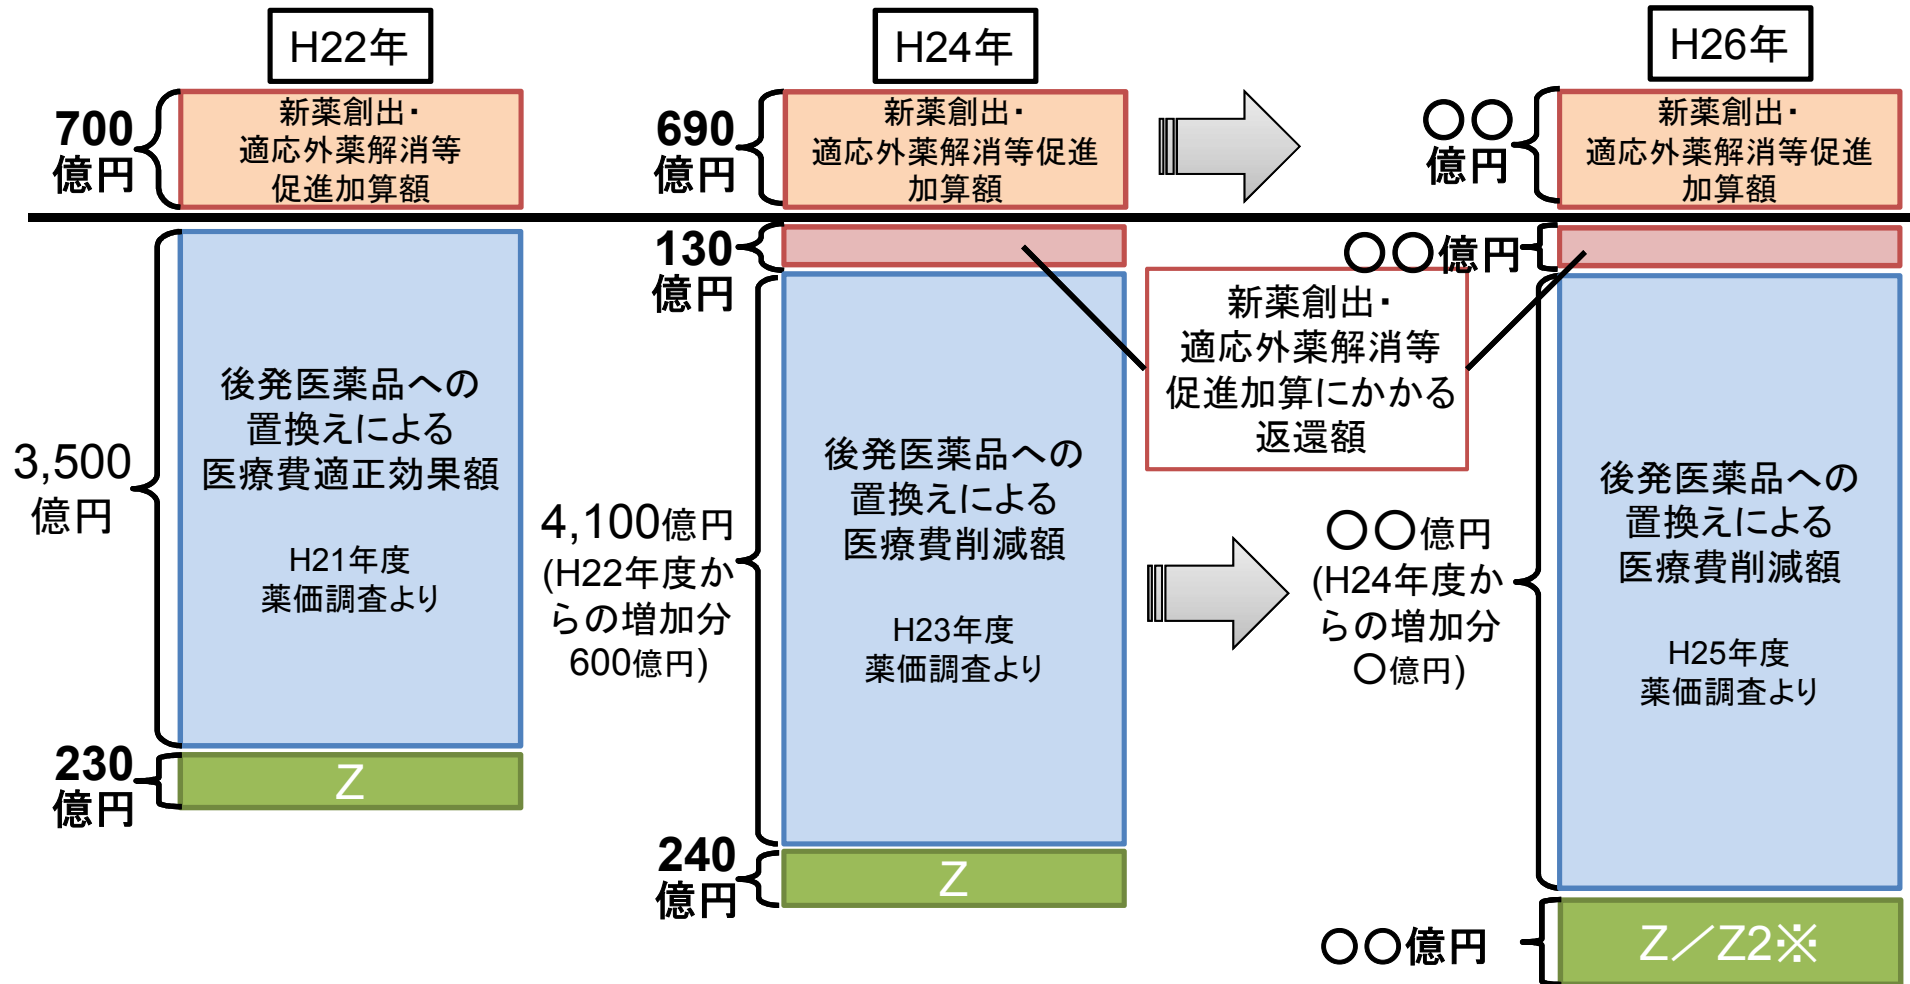 H22年
700
億円
新薬創出・
適応外薬解消等
促進加算額
3,500
億円
後発医薬品への
置換えによる
医療費適正効果額
H21年度
薬価調査より
230
億円
Z
H24年
690
億円
新薬創出・
適応外薬解消等促進
加算額
130
億円
4,100億円
(H22年度か
らの増加分
600億円)
後発医薬品への
置換えによる
医療費削減額
H23年度
薬価調査より
240
億円
Z
新薬創出・
適応外薬解消等
促進加算にかかる
返還額
H26年
〇〇
億円
新薬創出・
適応外薬解消等促進
加算額
〇〇億円
〇〇億円
(H24年度か
らの増加分
〇億円)
後発医薬品への
置換えによる
医療費削減額
H25年度
薬価調査より
〇〇億円
Z／Z2※